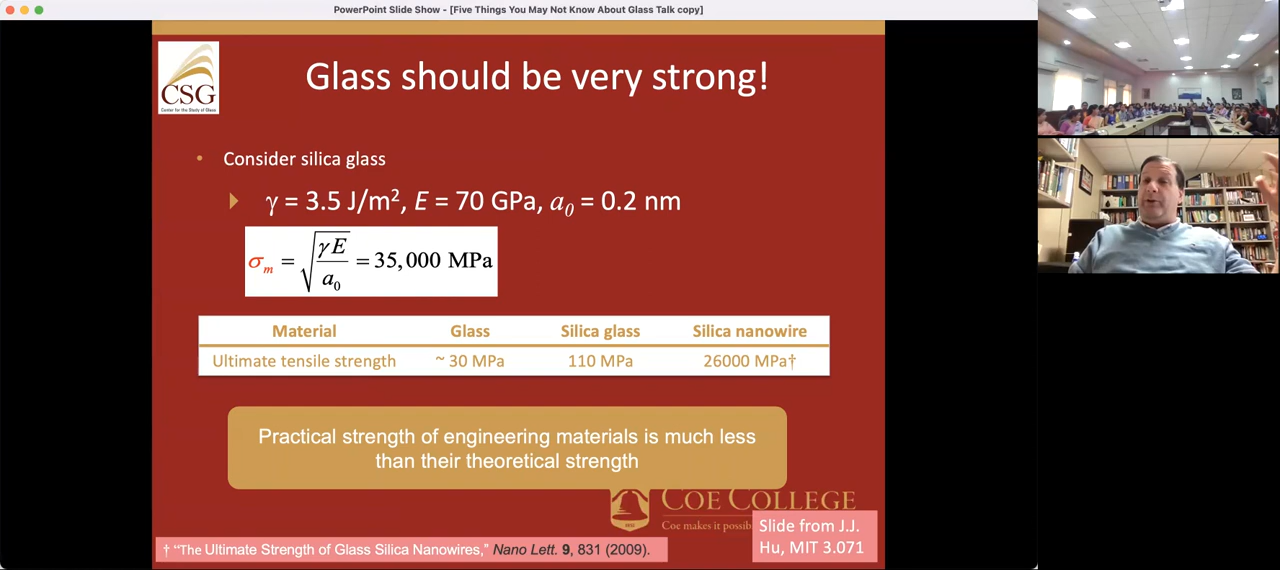 PowerPoint Slide Show - [Five Things You May Not Know About Glass Talk copy]
CSG
Center for the Study of Glass
Glass should be very strong!
• Consider silica glass
γ = 3.5 J/m², E = 70 GPa, a₀ = 0.2 nm
σₘ = √(γE / a₀) = 35,000 MPa
Material Glass Silica glass Silica nanowire
Ultimate tensile strength ~ 30 MPa 110 MPa 26000 MPa†
Practical strength of engineering materials is much less
than their theoretical strength
COE COLLEGE
Coe makes it possib
Slide from J.J.
Hu, MIT 3.071
† “The Ultimate Strength of Glass Silica Nanowires,” Nano Lett. 9, 831 (2009).